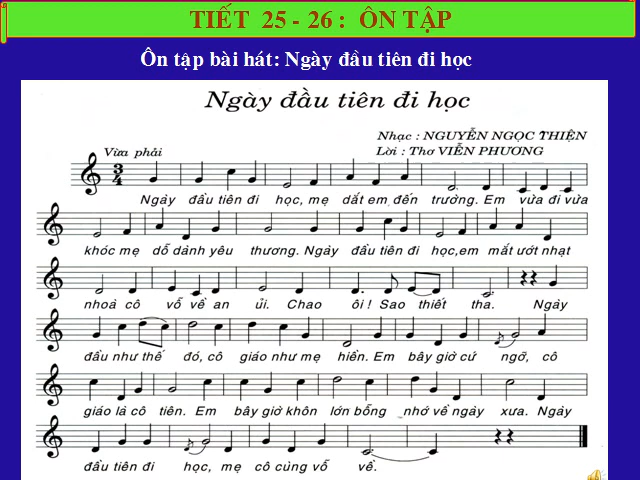 TIẾT 25 - 26 : ÔN TẬP
Ôn tập bài hát: Ngày đầu tiên đi học
Ngày đầu tiên đi học
Nhạc : NGUYỄN NGỌC THIỆN
Vừa phải
Lời : Thơ VIỄN PHƯƠNG
3
4
Ngày đầu tiên đi học, mẹ dắt em đến trường. Em vừa đi vừa
khóc mẹ dỗ dành yêu thương. Ngày đầu tiên đi học,em mắt ướt nhạt
nhoà cô vỗ về an ủi. Chao ôi ! Sao thiết tha. Ngày
đầu như thế đó, cô giáo như mẹ hiền. Em bây giờ cứ ngỡ, cô
giáo là cô tiên. Em bây giờ khôn lớn bỗng nhớ về ngày xưa. Ngày
đầu tiên đi học, mẹ cô cùng vỗ về.